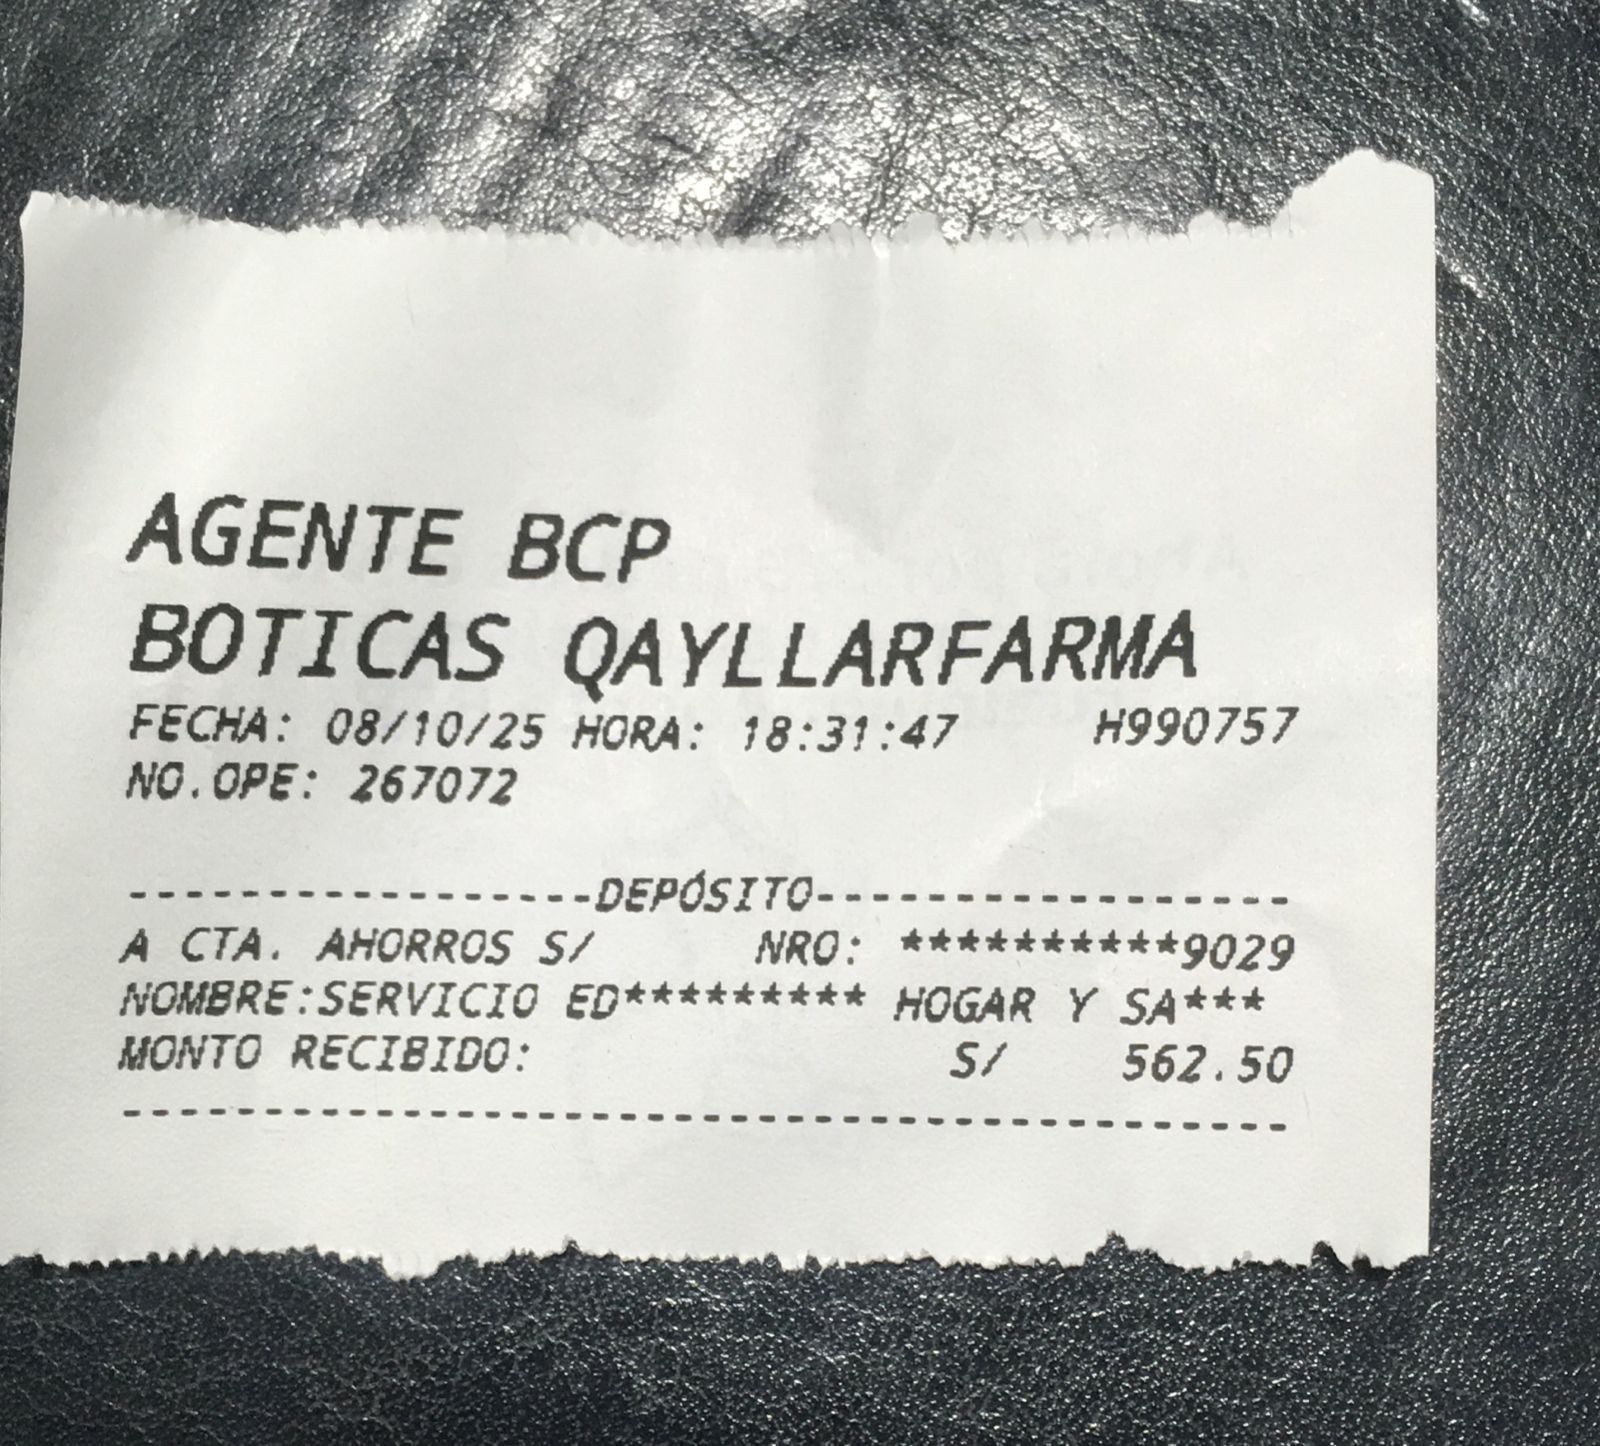 AGENTE BCP
BOTICAS QAYLLARFARMA
FECHA: 08/10/25 HORA: 18:31:47 H990757
NO.OPE: 267072
-----------------DEPÓSITO-----------------
A CTA. AHORROS S/ NRO: **********9029
NOMBRE:SERVICIO ED********* HOGAR Y SA***
MONTO RECIBIDO: S/ 562.50
------------------------------------------